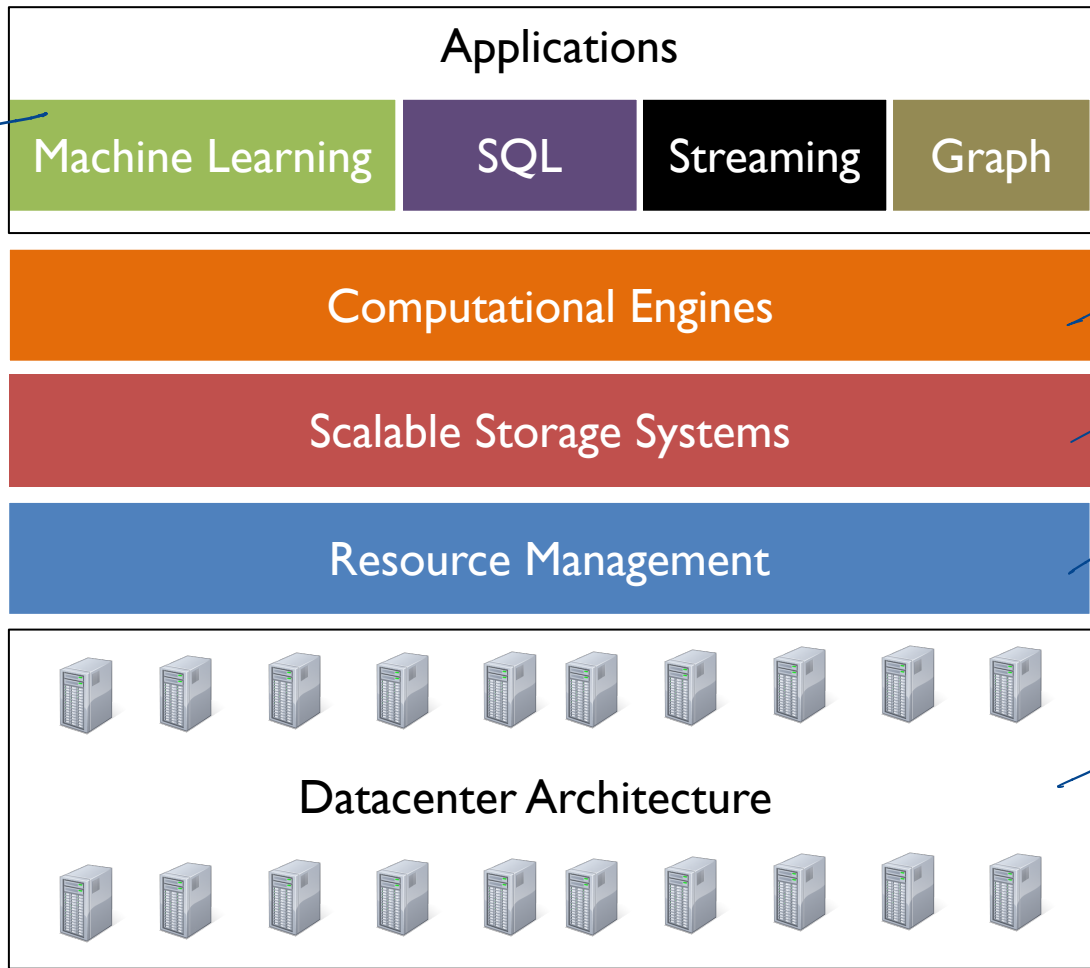 Applications
Machine Learning SQL Streaming Graph
Computational Engines
Scalable Storage Systems
Resource Management
Datacenter Architecture